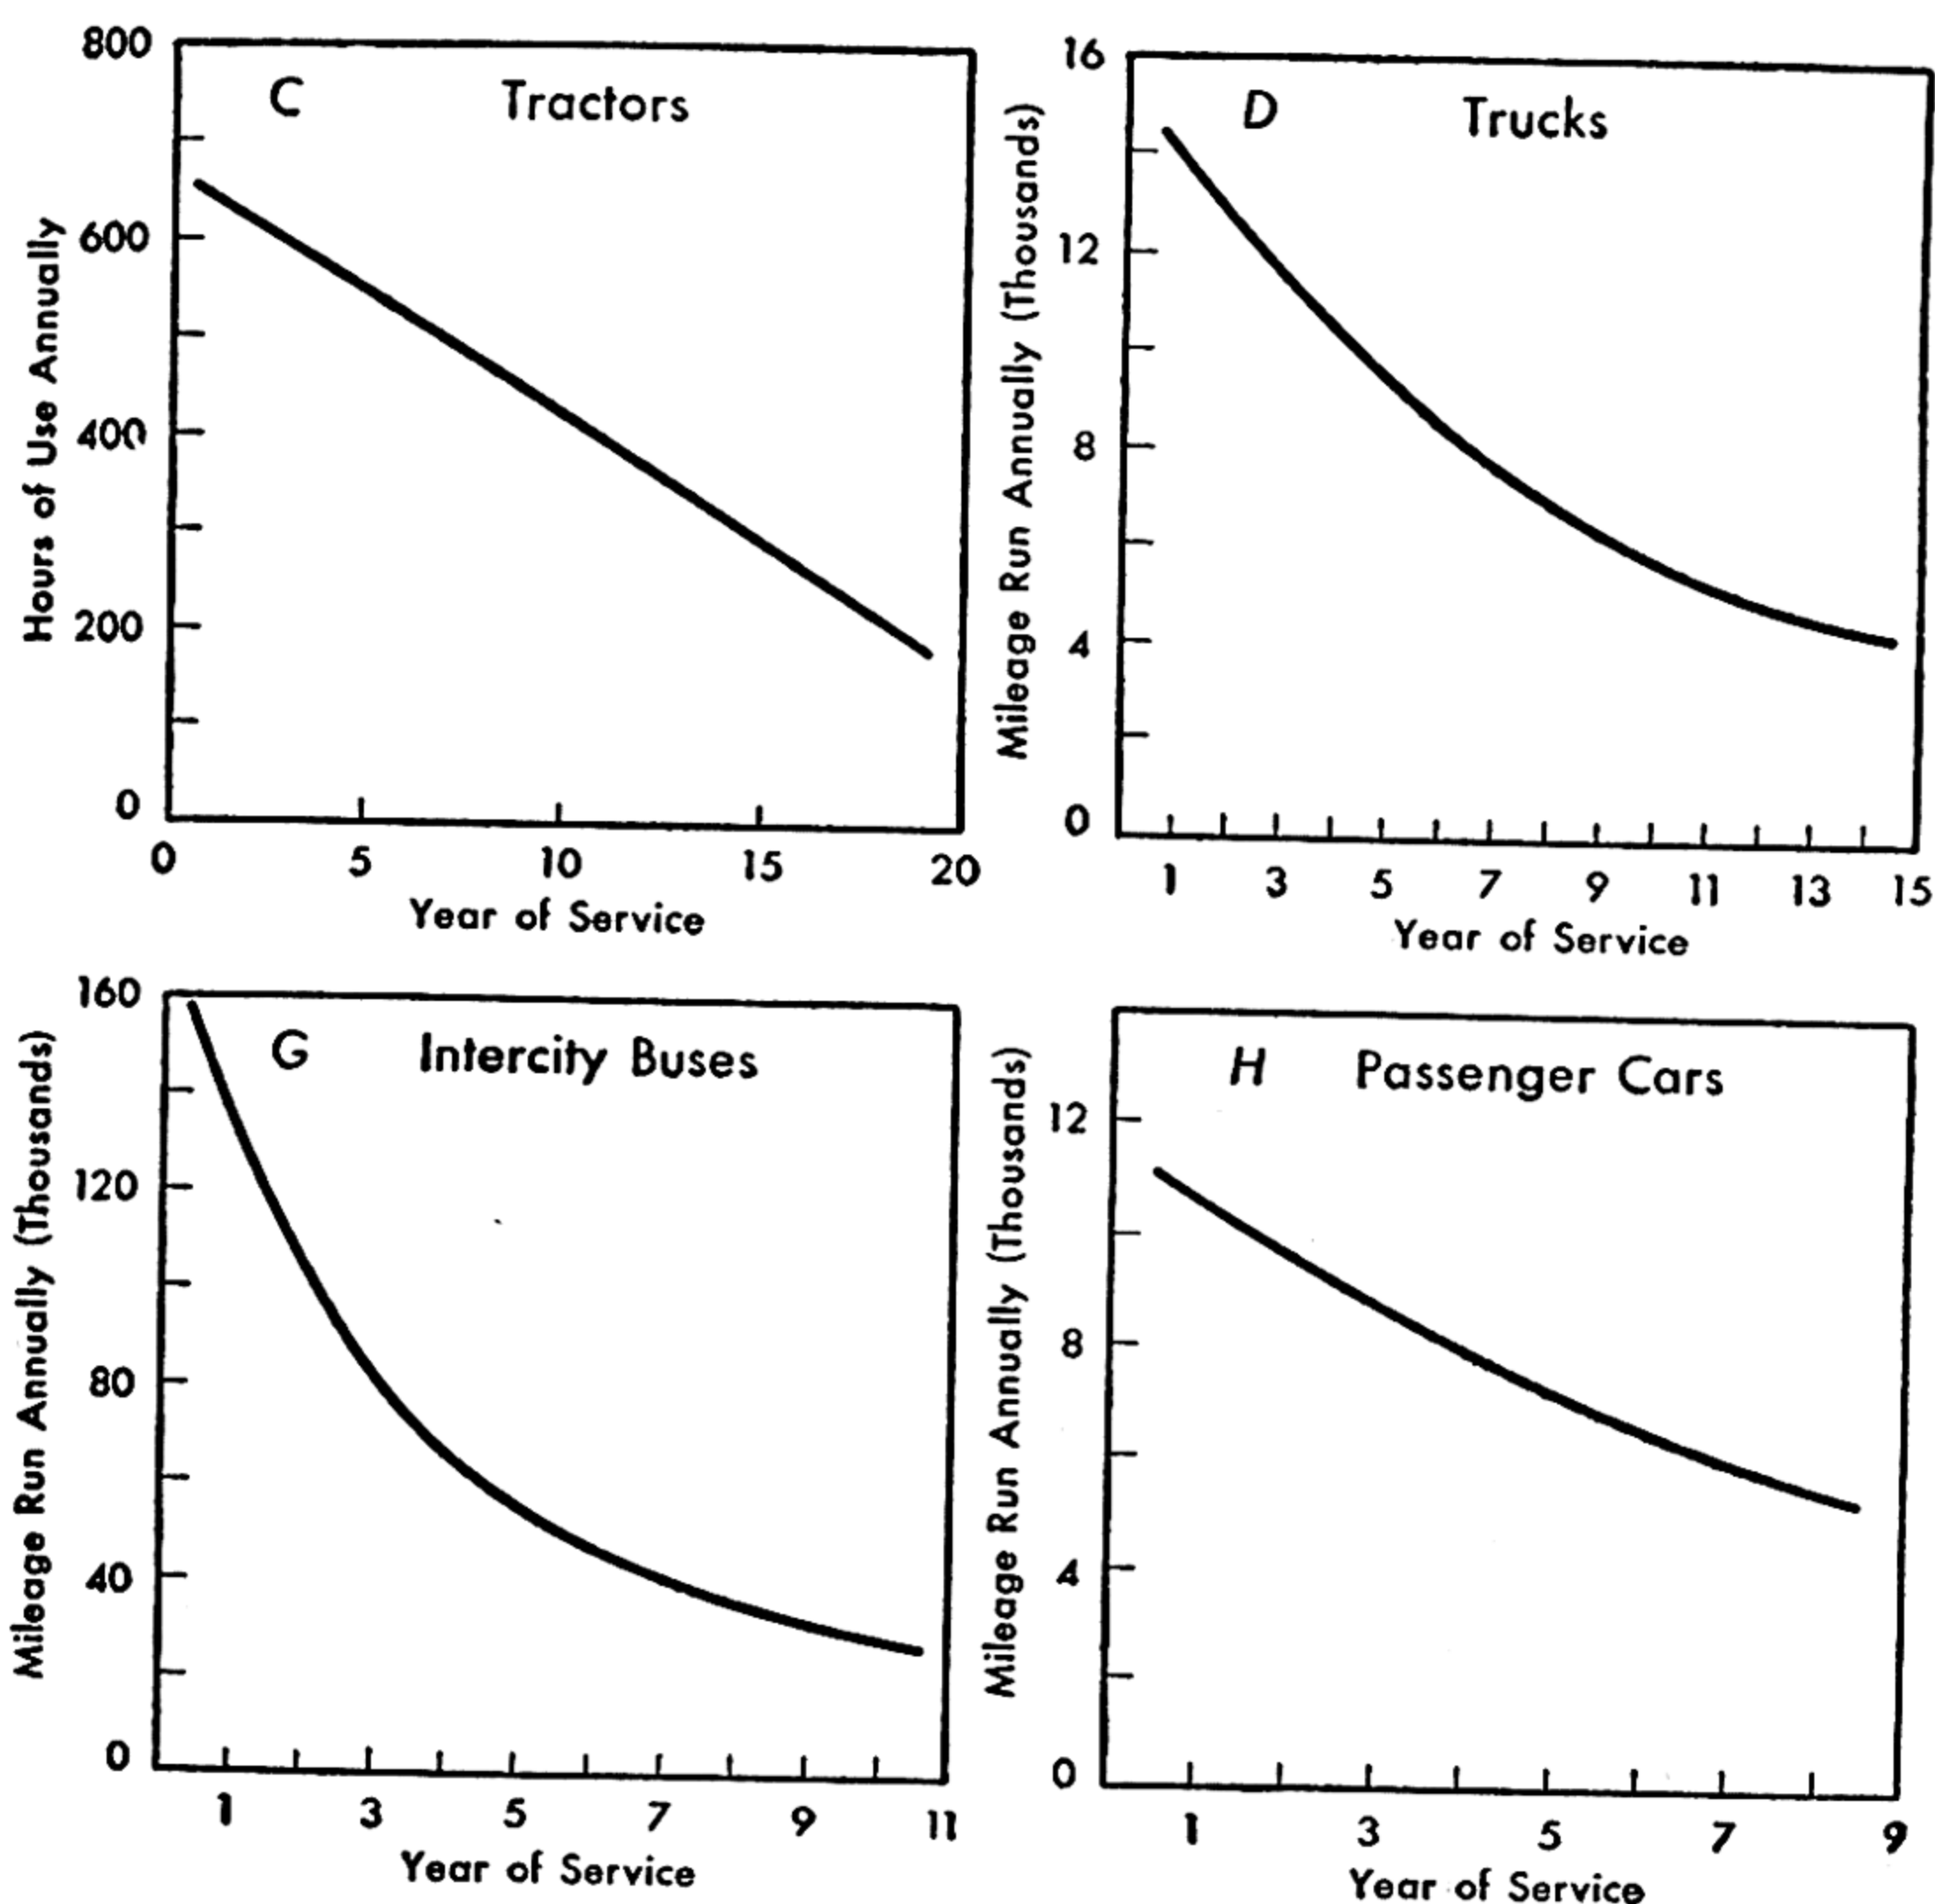 C Tractors
Hours of Use Annually
800
600
400
200
0
0 5 10 15 20
Year of Service
D Trucks
Mileage Run Annually (Thousands)
16
12
8
4
0
1 3 5 7 9 11 13 15
Year of Service
G Intercity Buses
Mileage Run Annually (Thousands)
160
120
80
40
0
1 3 5 7 9 11
Year of Service
H Passenger Cars
Mileage Run Annually (Thousands)
12
8
4
0
1 3 5 7 9
Year of Service